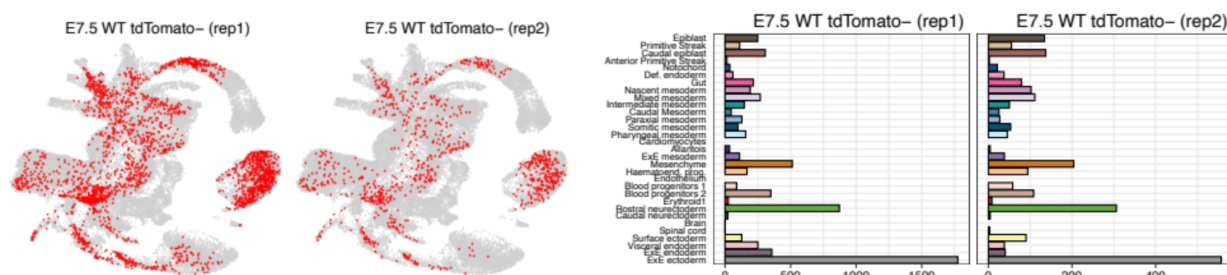 E7.5 WT tdTomato− (rep1)
E7.5 WT tdTomato− (rep2)
E7.5 WT tdTomato− (rep1)
E7.5 WT tdTomato− (rep2)
Epiblast
Primitive Streak
Caudal epiblast
Anterior Primitive Streak
Notochord
Def. endoderm
Gut
Nascent mesoderm
Mixed mesoderm
Intermediate mesoderm
Caudal Mesoderm
Paraxial mesoderm
Somitic mesoderm
Pharyngeal mesoderm
Cardiomyocytes
Allantois
ExE mesoderm
Mesenchyme
Haematoend. prog.
Endothelium
Blood progenitors 1
Blood progenitors 2
Erythroid1
Rostral neurectoderm
Caudal neurectoderm
Brain
Spinal cord
Surface ectoderm
Visceral endoderm
ExE endoderm
ExE ectoderm
0 500 1000 1500
0 200 400